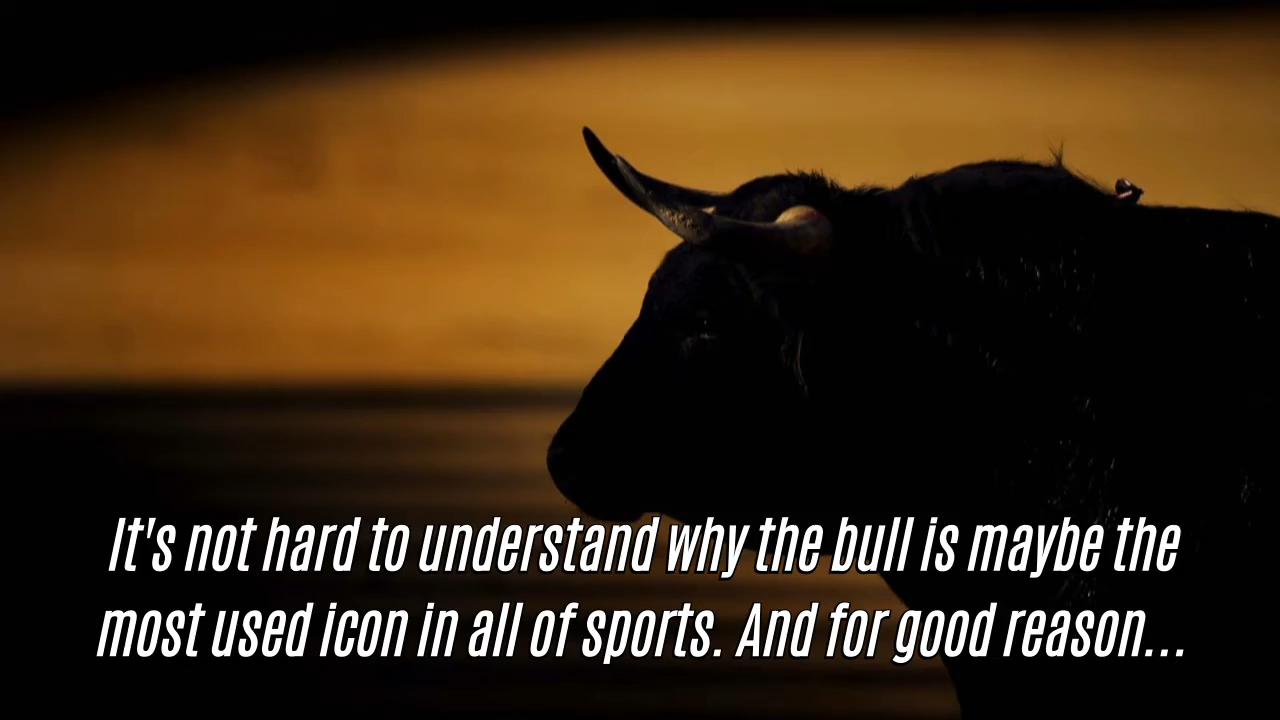 It's not hard to understand why the bull is maybe the
most used icon in all of sports. And for good reason...